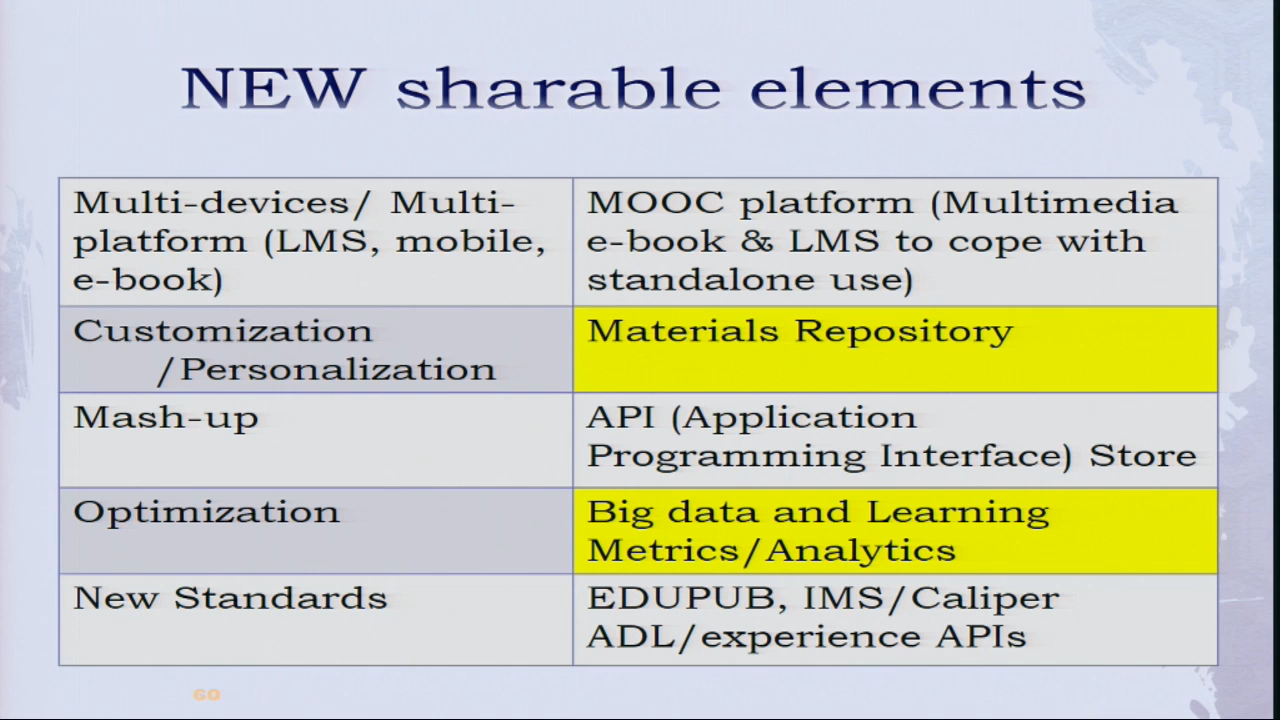 NEW sharable elements
Multi-devices/ Multi-
platform (LMS, mobile,
e-book)
MOOC platform (Multimedia
e-book & LMS to cope with
standalone use)
Customization
/Personalization
Materials Repository
Mash-up
API (Application
Programming Interface) Store
Optimization
Big data and Learning
Metrics/Analytics
New Standards
EDUPUB, IMS/Caliper
ADL/experience APIs
60